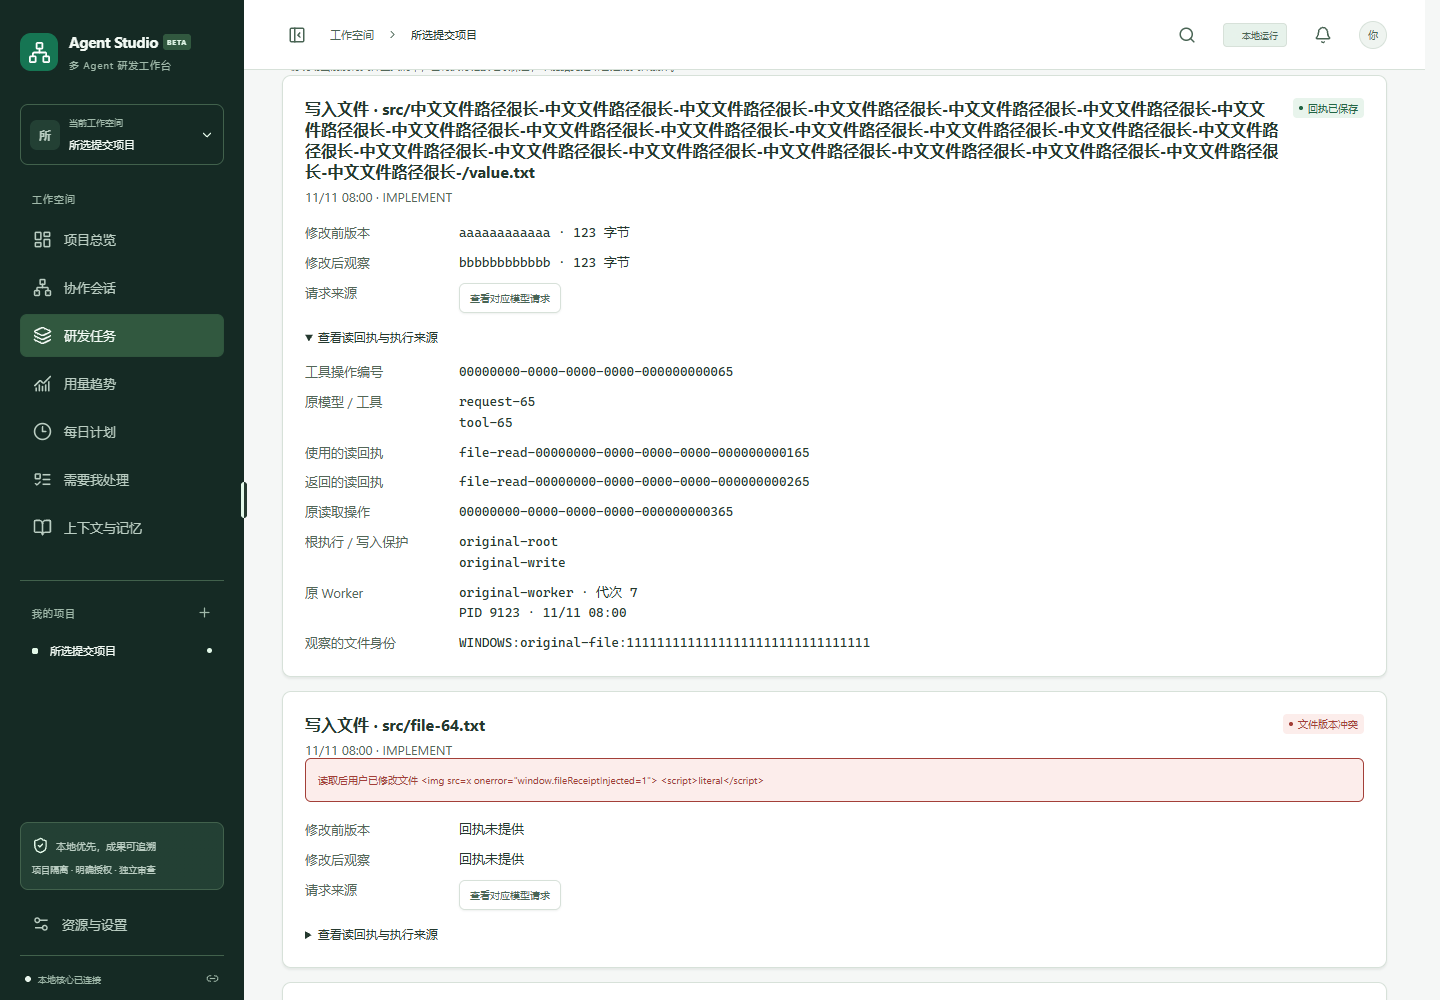 Agent Studio BETA
多 Agent 研发工作台
当前工作空间
所
所选提交项目
工作空间
项目总览
协作会话
研发任务
用量趋势
每日计划
需要我处理
上下文与记忆
我的项目
所选提交项目
本地优先，成果可追溯
项目隔离 · 明确授权 · 独立审查
资源与设置
本地核心已连接
工作空间 > 所选提交项目
本地运行
你
写入文件 · src/中文文件路径很长-中文文件路径很长-中文文件路径很长-中文文件路径很长-中文文件路径很长-中文文件路径很长-中文文
件路径很长-中文文件路径很长-中文文件路径很长-中文文件路径很长-中文文件路径很长-中文文件路径很长-中文文件路径很长-中文文件路
径很长-中文文件路径很长-中文文件路径很长-中文文件路径很长-中文文件路径很长-中文文件路径很长-中文文件路径很长-中文文件路径很
长-中文文件路径很长-/value.txt
回执已保存
11/11 08:00 · IMPLEMENT
修改前版本 aaaaaaaaaaaa · 123 字节
修改后观察 bbbbbbbbbbbb · 123 字节
请求来源 查看对应模型请求
查看读回执与执行来源
工具操作编号 00000000-0000-0000-0000-000000000065
原模型 / 工具 request-65
tool-65
使用的读回执 file-read-00000000-0000-0000-0000-000000000165
返回的读回执 file-read-00000000-0000-0000-0000-000000000265
原读取操作 00000000-0000-0000-0000-000000000365
根执行 / 写入保护 original-root
original-write
原 Worker original-worker · 代次 7
PID 9123 · 11/11 08:00
观察的文件身份 WINDOWS:original-file:11111111111111111111111111111111
写入文件 · src/file-64.txt
文件版本冲突
11/11 08:00 · IMPLEMENT
读取后用户已修改文件 <img src=x onerror="window.fileReceiptInjected=1"> <script>literal</script>
修改前版本 回执未提供
修改后观察 回执未提供
请求来源 查看对应模型请求
查看读回执与执行来源